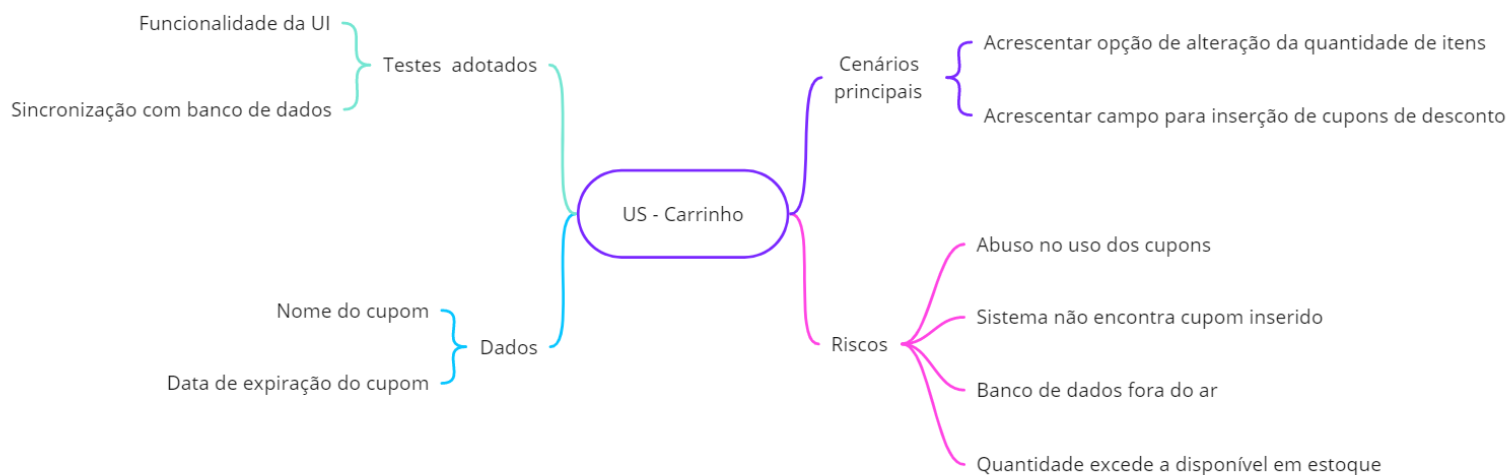 Funcionalidade da UI
Testes adotados
Sincronização com banco de dados
Cenários
principais
Acrescentar opção de alteração da quantidade de itens
Acrescentar campo para inserção de cupons de desconto
US - Carrinho
Nome do cupom
Dados
Data de expiração do cupom
Riscos
Abuso no uso dos cupons
Sistema não encontra cupom inserido
Banco de dados fora do ar
Quantidade excede a disponível em estoque